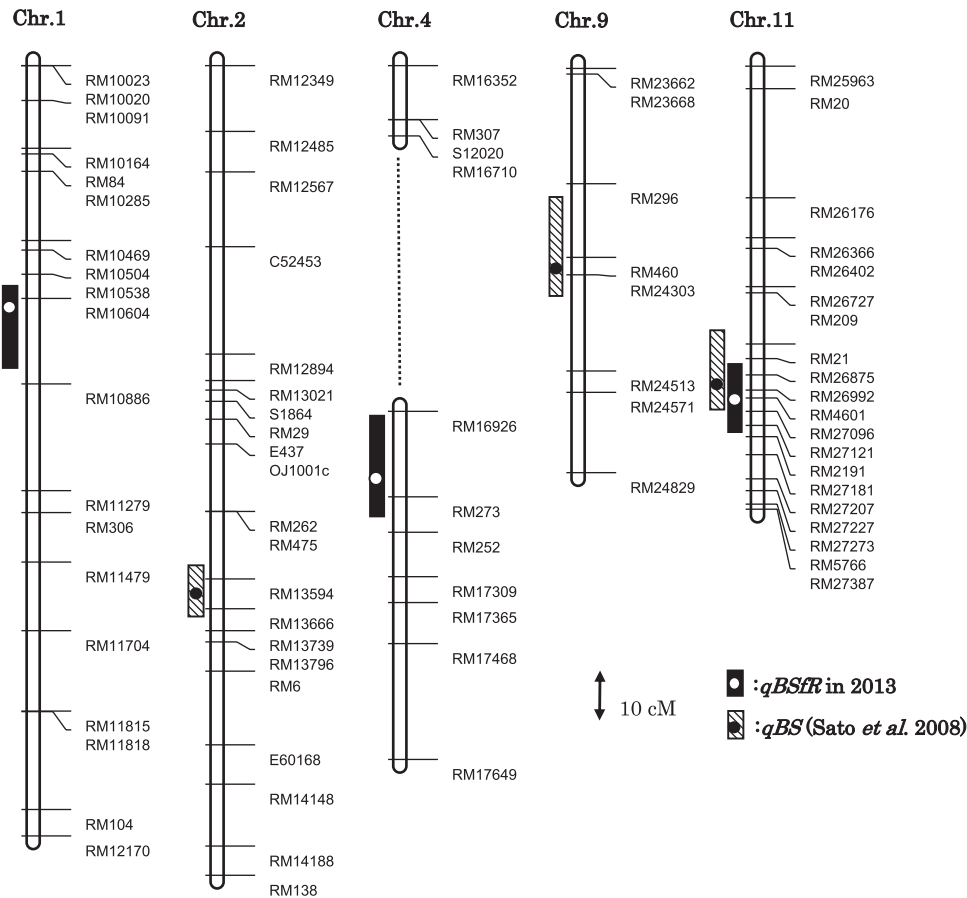 Chr.1
RM10023
RM10020
RM10091
RM10164
RM84
RM10285
RM10469
RM10504
RM10538
RM10604
RM10886
RM11279
RM306
RM11479
RM11704
RM11815
RM11818
RM104
RM12170
Chr.2
RM12349
RM12485
RM12567
C52453
RM12894
RM13021
S1864
RM29
E437
OJ1001c
RM262
RM475
RM13594
RM13666
RM13739
RM13796
RM6
E60168
RM14148
RM14188
RM138
Chr.4
RM16352
RM307
S12020
RM16710
RM16926
RM273
RM252
RM17309
RM17365
RM17468
RM17649
Chr.9
RM23662
RM23668
RM296
RM460
RM24303
RM24513
RM24571
RM24829
Chr.11
RM25963
RM20
RM26176
RM26366
RM26402
RM26727
RM209
RM21
RM26875
RM26992
RM4601
RM27096
RM27121
RM2191
RM27181
RM27207
RM27227
RM27273
RM5766
RM27387
10 cM
:qBSfR in 2013
:qBS (Sato et al. 2008)